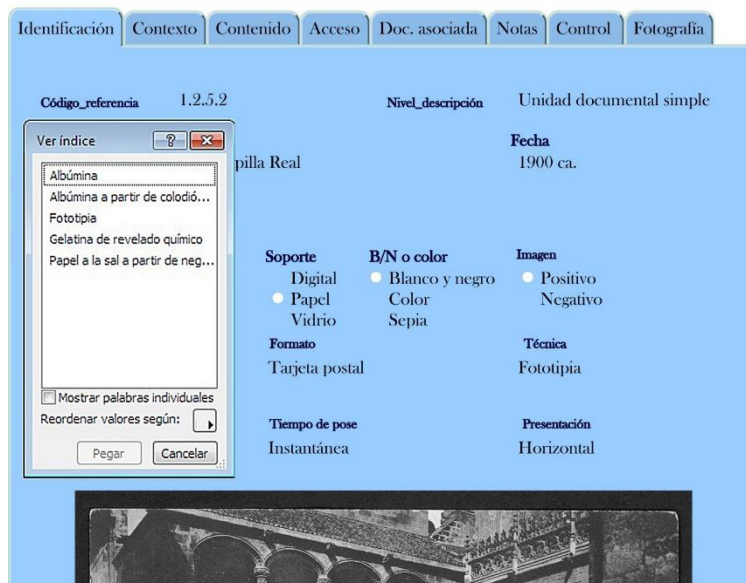 Identificación Contexto Contenido Acceso Doc. asociada Notas Control Fotografía
Código_referencia 1.2.5.2 Nivel_descripción Unidad documental simple
Ver índice
Fecha
pilla Real 1900 ca.
Albúmina
Albúmina a partir de colodió...
Fototipia
Gelatina de revelado químico
Papel a la sal a partir de neg...
Mostrar palabras individuales
Reordenar valores según:
Pegar Cancelar
Soporte B/N o color Imagen
Digital Blanco y negro Positivo
Papel Color Negativo
Vidrio Sepia
Formato Técnica
Tarjeta postal Fototipia
Tiempo de pose Presentación
Instantánea Horizontal